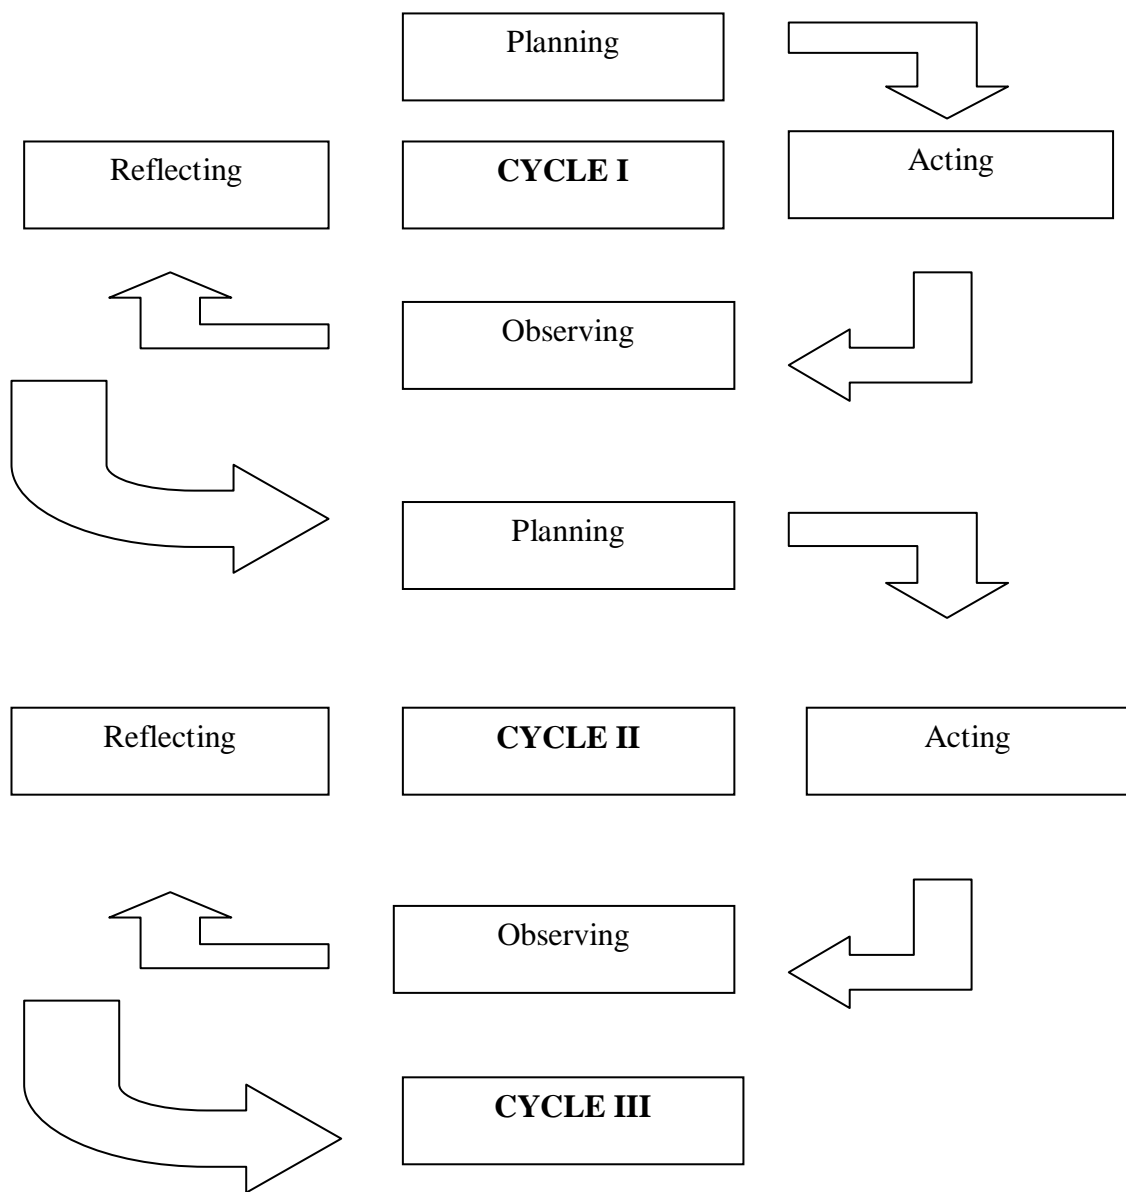 Planning
Reflecting
CYCLE I
Acting
Observing
Planning
Reflecting
CYCLE II
Acting
Observing
CYCLE III